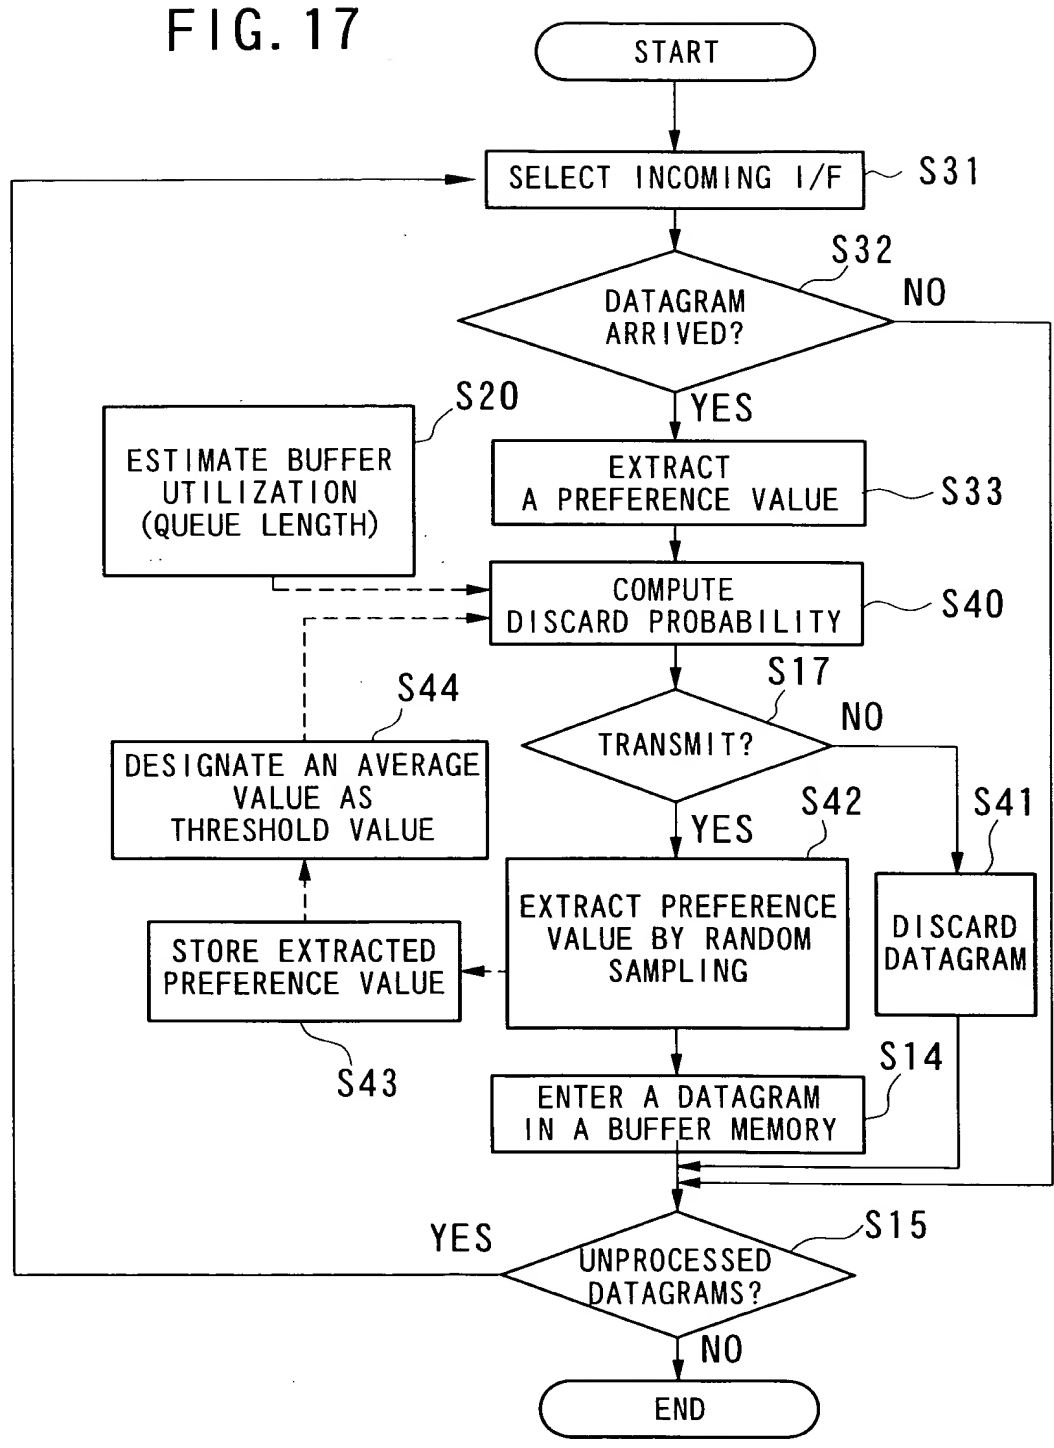 FIG. 17
START
SELECT INCOMING I/F
S31
S32
DATAGRAM
ARRIVED?
NO
YES
S20
ESTIMATE BUFFER
UTILIZATION
(QUEUE LENGTH)
EXTRACT
A PREFERENCE VALUE
S33
COMPUTE
DISCARD PROBABILITY
S40
S17
TRANSMIT?
NO
YES
S44
DESIGNATE AN AVERAGE
VALUE AS
THRESHOLD VALUE
S42
EXTRACT PREFERENCE
VALUE BY RANDOM
SAMPLING
S41
DISCARD
DATAGRAM
STORE EXTRACTED
PREFERENCE VALUE
S43
S14
ENTER A DATAGRAM
IN A BUFFER MEMORY
S15
YES
UNPROCESSED
DATAGRAMS?
NO
END